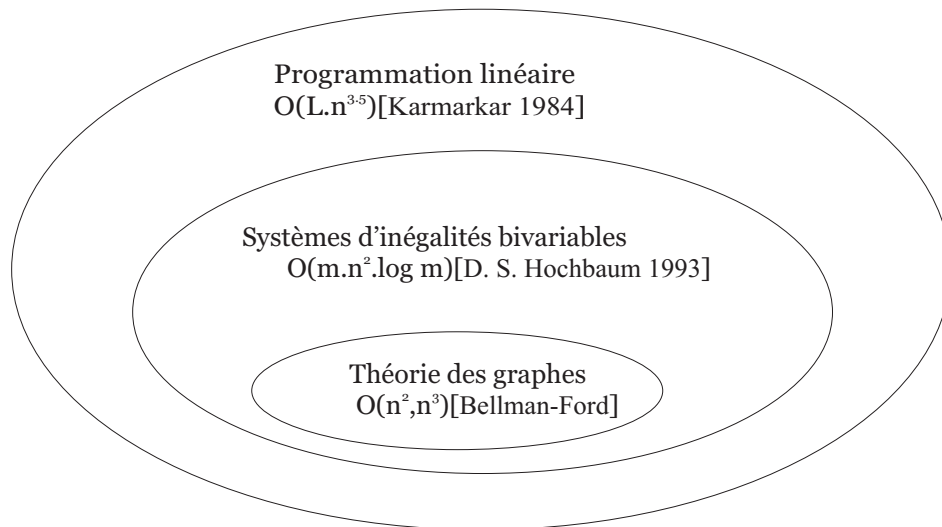 Programmation linéaire
O(L.n³·⁵)[Karmarkar 1984]
Systèmes d'inégalités bivariables
O(m.n².log m)[D. S. Hochbaum 1993]
Théorie des graphes
O(n²,n³)[Bellman-Ford]